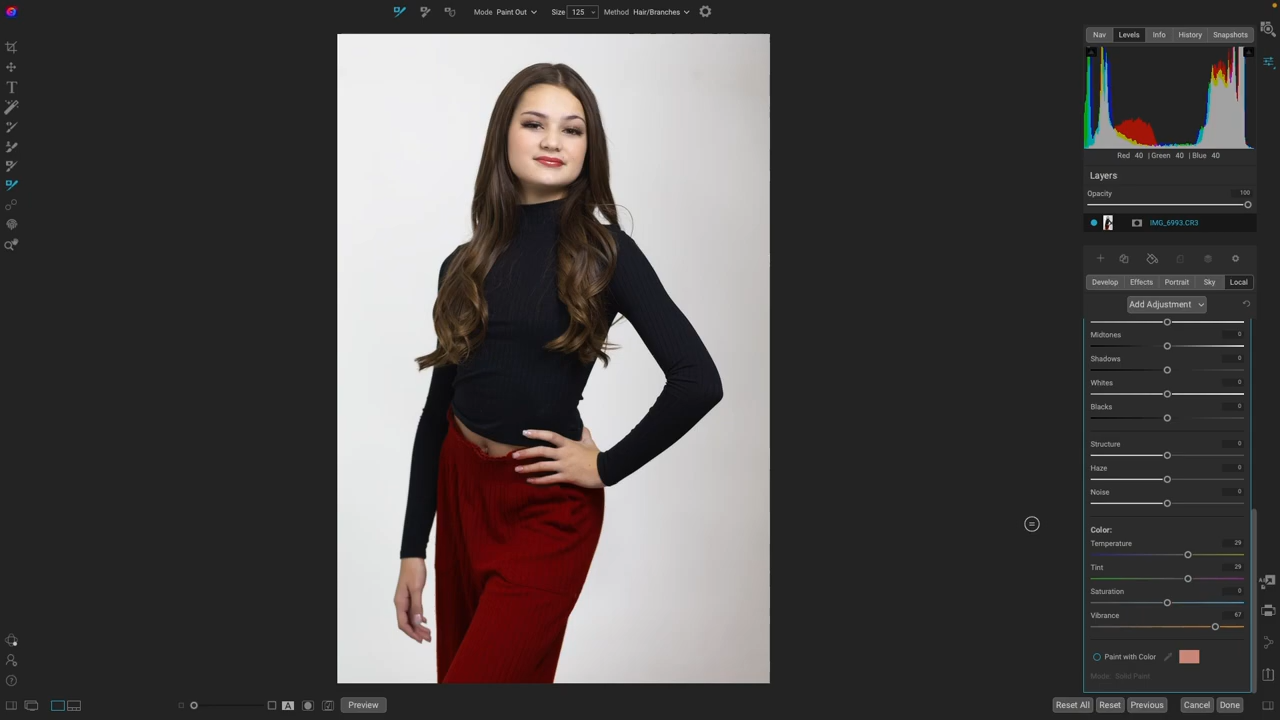 Mode Paint Out Size 125 Method Hair/Branches
Nav Levels Info History Snapshots
Red 40 | Green 40 | Blue 40
Layers
Opacity 100
IMG_6993.CR3
Develop Effects Portrait Sky Local
Add Adjustment
Midtones 0
Shadows 0
Whites 0
Blacks 0
Structure 0
Haze 0
Noise 0
Color:
Temperature 29
Tint 29
Saturation 0
Vibrance 67
Paint with Color
Mode: Solid Paint
A Preview Reset All Reset Previous Cancel Done